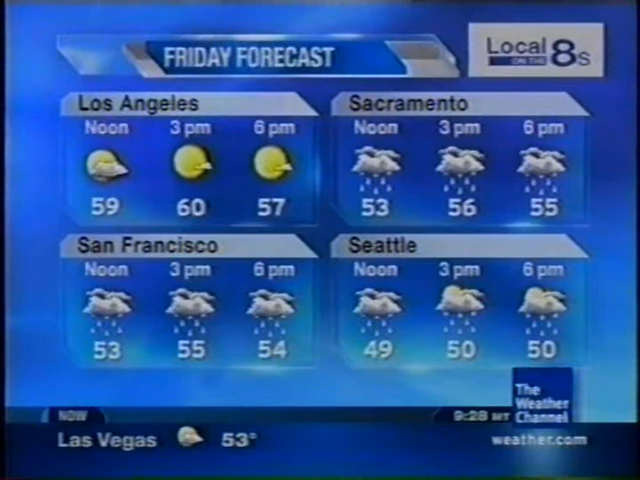 FRIDAY FORECAST
Local
ON THE 8s
Los Angeles
Noon 3 pm 6 pm
59 60 57
Sacramento
Noon 3 pm 6 pm
53 56 55
San Francisco
Noon 3 pm 6 pm
53 55 54
Seattle
Noon 3 pm 6 pm
49 50 50
The
Weather
Channel
NOW
9:28 MT
Las Vegas 53°
weather.com